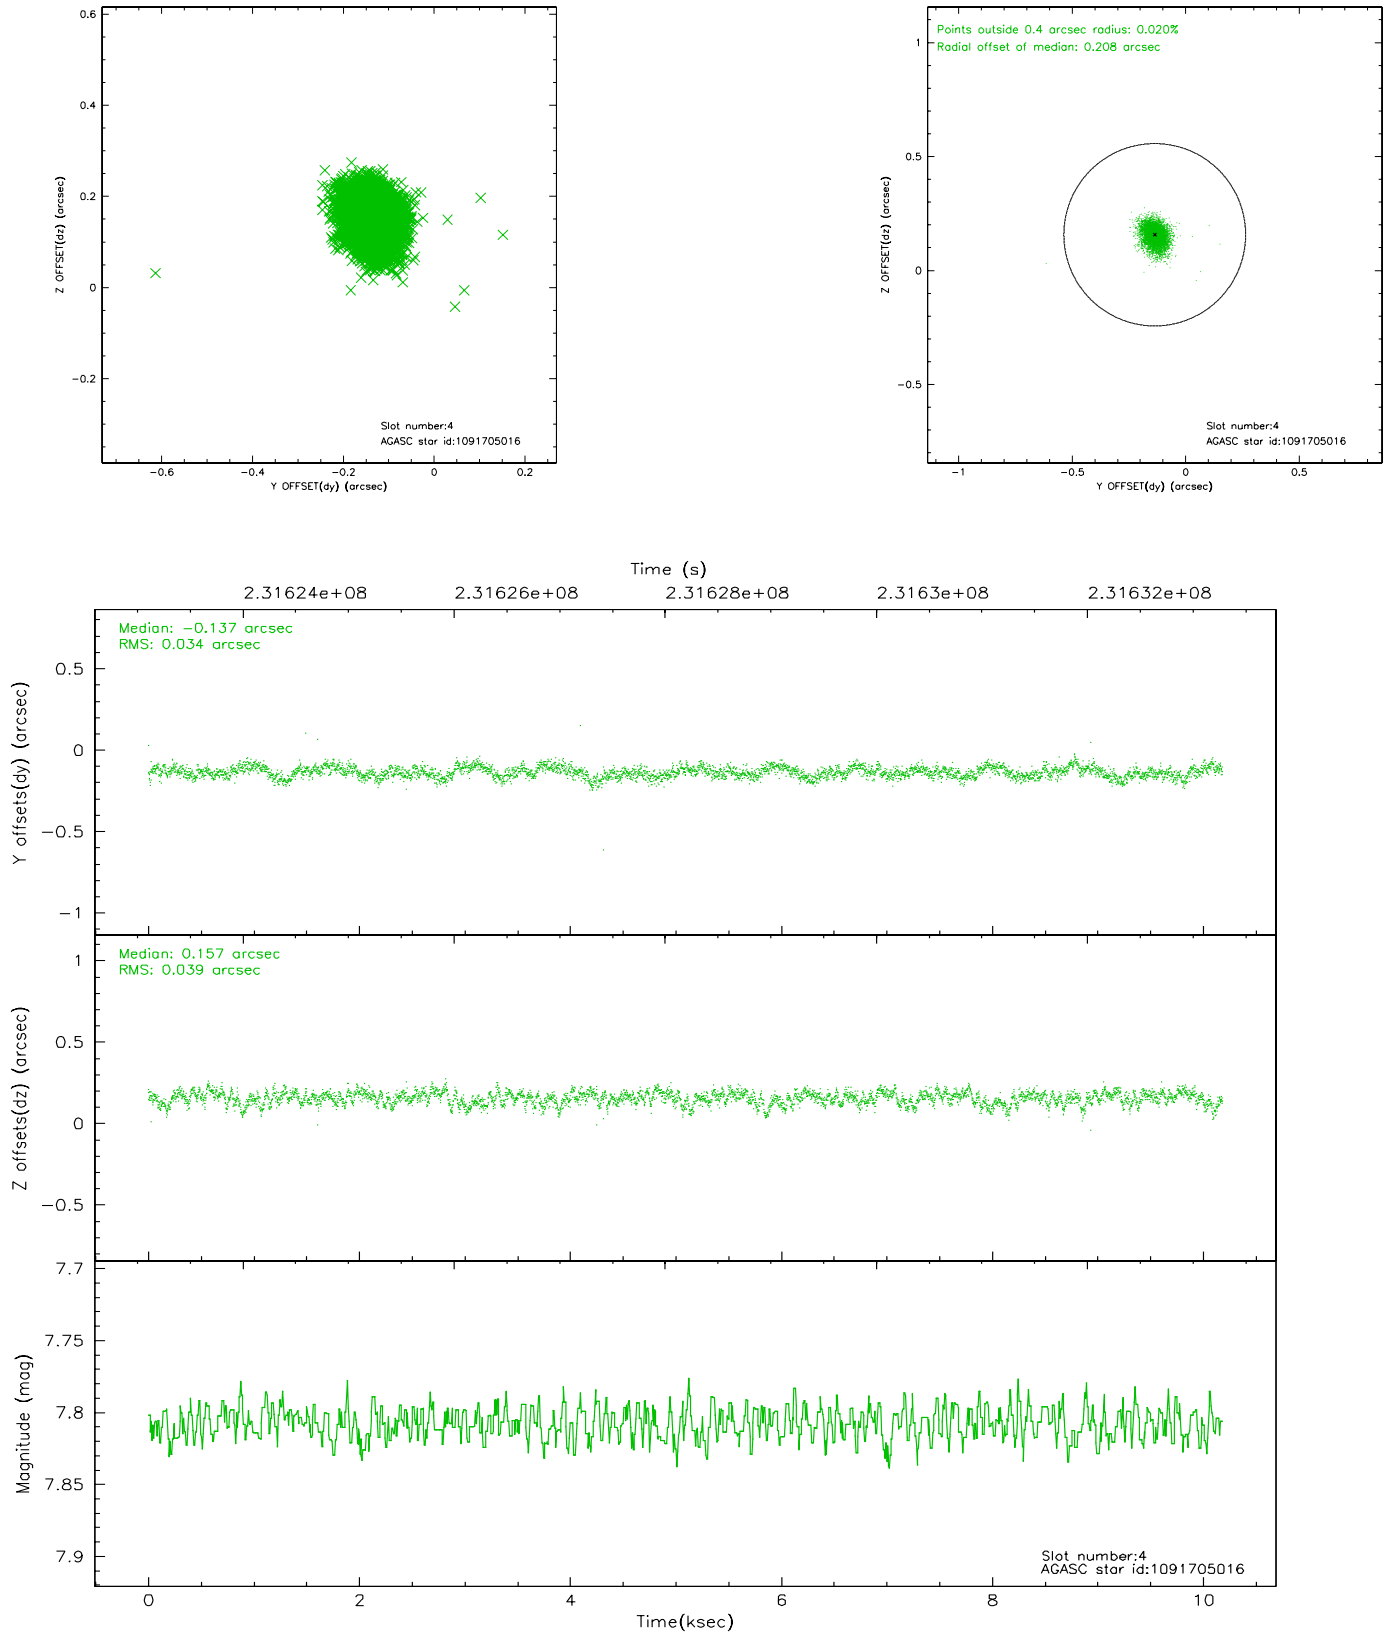 0.6
0.4
0.2
0
−0.2
Z OFFSET(dz) (arcsec)
−0.6
−0.4
−0.2
0
0.2
Y OFFSET(dy) (arcsec)
Slot number:4
AGASC star id:1091705016
Points outside 0.4 arcsec radius: 0.020%
Radial offset of median: 0.208 arcsec
1
0.5
0
−0.5
Z OFFSET(dz) (arcsec)
−1
−0.5
0
0.5
Y OFFSET(dy) (arcsec)
Slot number:4
AGASC star id:1091705016
Time (s)
2.31624e+08
2.31626e+08
2.31628e+08
2.3163e+08
2.31632e+08
Median: −0.137 arcsec
RMS: 0.034 arcsec
0.5
0
−0.5
−1
Y offsets(dy) (arcsec)
Median: 0.157 arcsec
RMS: 0.039 arcsec
1
0.5
0
−0.5
Z offsets(dz) (arcsec)
7.7
7.75
7.8
7.85
7.9
Magnitude (mag)
Slot number:4
AGASC star id:1091705016
0
2
4
6
8
10
Time(ksec)